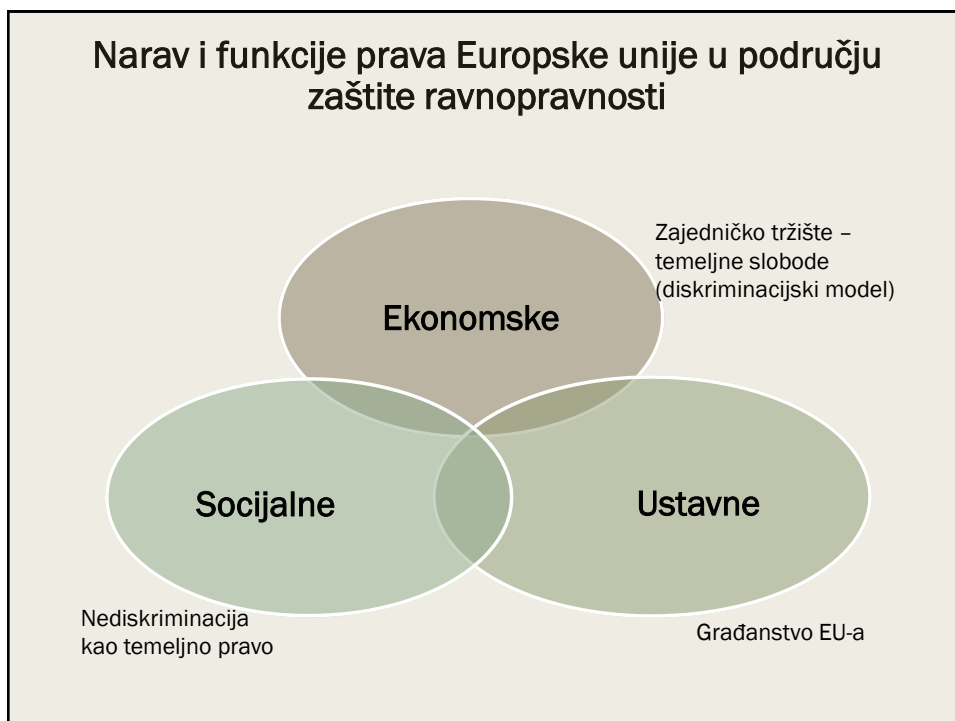 Narav i funkcije prava Europske unije u području
zaštite ravnopravnosti
Zajedničko tržište –
temeljne slobode
(diskriminacijski model)
Ekonomske
Socijalne
Ustavne
Nediskriminacija
kao temeljno pravo
Građanstvo EU-a